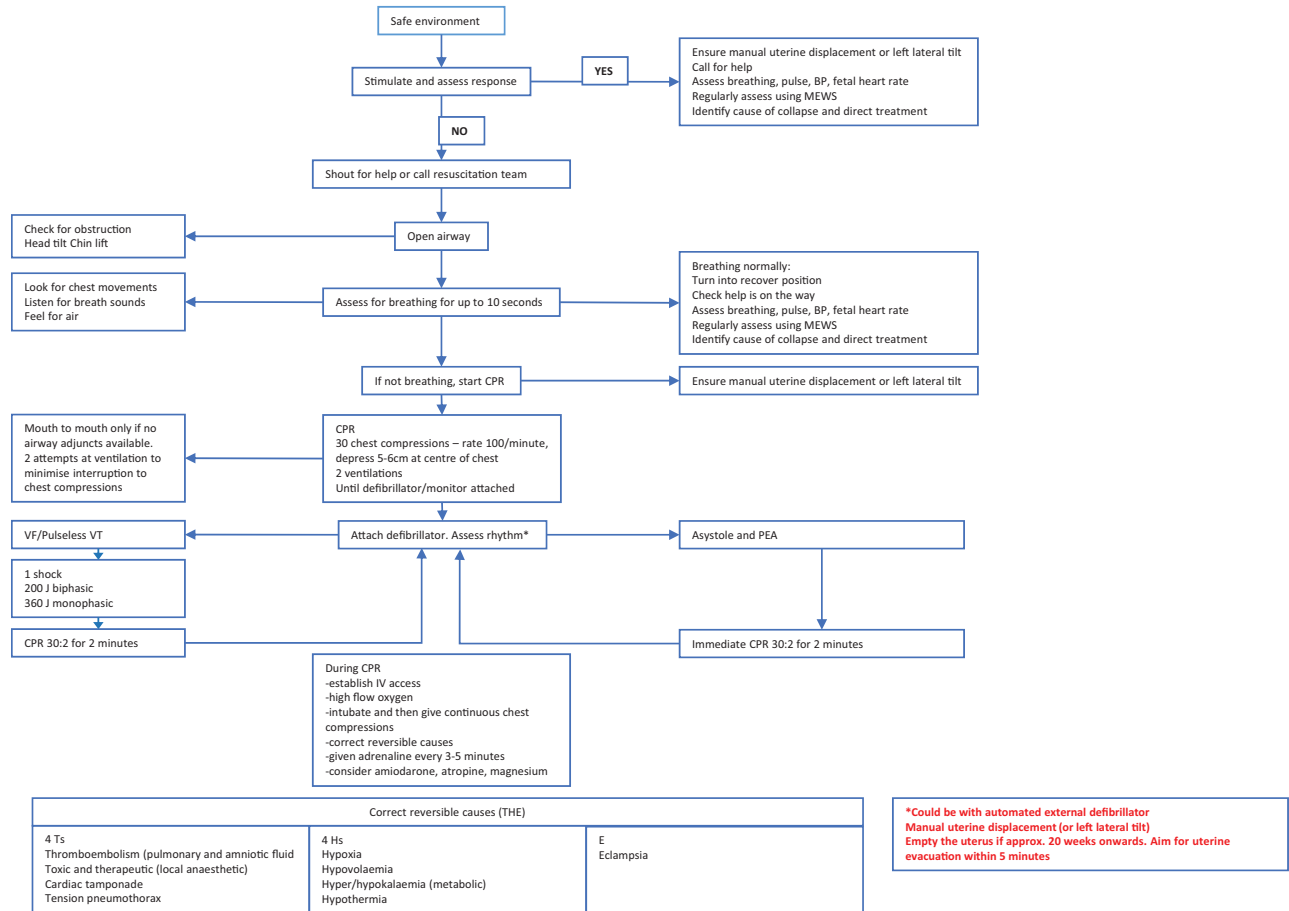 Safe environment
Stimulate and assess response
YES
Ensure manual uterine displacement or left lateral tilt
Call for help
Assess breathing, pulse, BP, fetal heart rate
Regularly assess using MEWS
Identify cause of collapse and direct treatment
NO
Shout for help or call resuscitation team
Open airway
Check for obstruction
Head tilt Chin lift
Assess for breathing for up to 10 seconds
Look for chest movements
Listen for breath sounds
Feel for air
Breathing normally:
Turn into recover position
Check help is on the way
Assess breathing, pulse, BP, fetal heart rate
Regularly assess using MEWS
Identify cause of collapse and direct treatment
If not breathing, start CPR
Ensure manual uterine displacement or left lateral tilt
CPR
30 chest compressions – rate 100/minute,
depress 5-6cm at centre of chest
2 ventilations
Until defibrillator/monitor attached
Mouth to mouth only if no
airway adjuncts available.
2 attempts at ventilation to
minimise interruption to
chest compressions
Attach defibrillator. Assess rhythm*
VF/Pulseless VT
Asystole and PEA
1 shock
200 J biphasic
360 J monophasic
CPR 30:2 for 2 minutes
Immediate CPR 30:2 for 2 minutes
During CPR
-establish IV access
-high flow oxygen
-intubate and then give continuous chest
compressions
-correct reversible causes
-given adrenaline every 3-5 minutes
-consider amiodarone, atropine, magnesium
Correct reversible causes (THE)
4 Ts
Thromboembolism (pulmonary and amniotic fluid
Toxic and therapeutic (local anaesthetic)
Cardiac tamponade
Tension pneumothorax
4 Hs
Hypoxia
Hypovolaemia
Hyper/hypokalaemia (metabolic)
Hypothermia
E
Eclampsia
*Could be with automated external defibrillator
Manual uterine displacement (or left lateral tilt)
Empty the uterus if approx. 20 weeks onwards. Aim for uterine
evacuation within 5 minutes